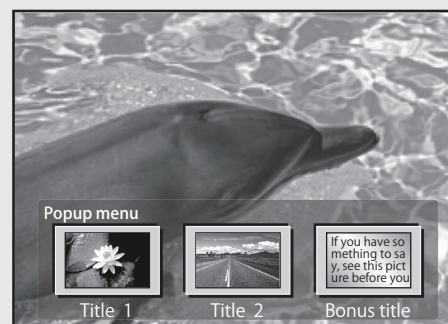 Popup menu
If you have so
mething to sa
y, see this pict
ure before you
Title 1
Title 2
Bonus title